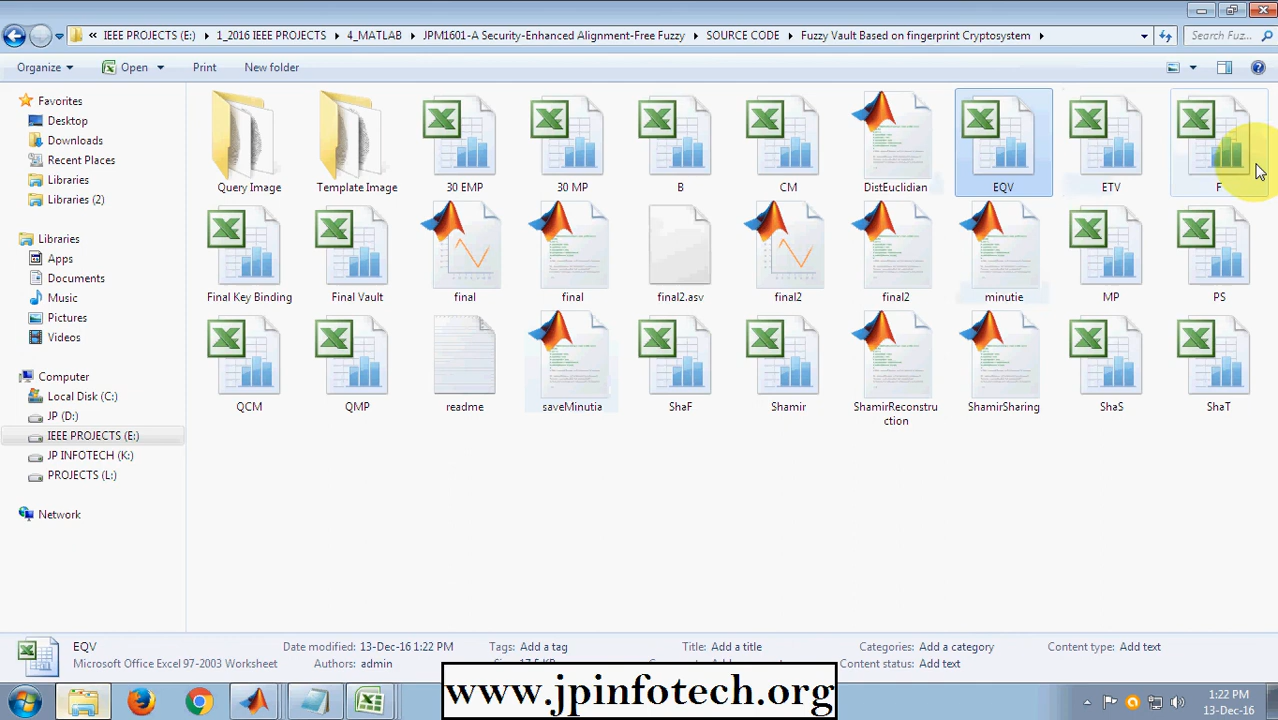 « IEEE PROJECTS (E:) ▸ 1_2016 IEEE PROJECTS ▸ 4_MATLAB ▸ JPM1601-A Security-Enhanced Alignment-Free Fuzzy ▸ SOURCE CODE ▸ Fuzzy Vault Based on fingerprint Cryptosystem ▸
Search Fuz...
Organize Open Print New folder
Favorites
Desktop
Downloads
Recent Places
Libraries
Libraries (2)
Libraries
Apps
Documents
Music
Pictures
Videos
Computer
Local Disk (C:)
JP (D:)
IEEE PROJECTS (E:)
JP INFOTECH (K:)
PROJECTS (L:)
Network
Query Image Template Image 30 EMP 30 MP B CM DistEuclidian EQV ETV F
Final Key Binding Final Vault final final final2.asv final2 final2 minutie MP PS
QCM QMP readme saveMinutia ShaF Shamir ShamirReconstru ShamirSharing ShaS ShaT
ction
EQV Date modified: 13-Dec-16 1:22 PM Tags: Add a tag Title: Add a title Categories: Add a category Content type: Add text
Microsoft Office Excel 97-2003 Worksheet Authors: admin Content status: Add text
www.jpinfotech.org
1:22 PM
13-Dec-16